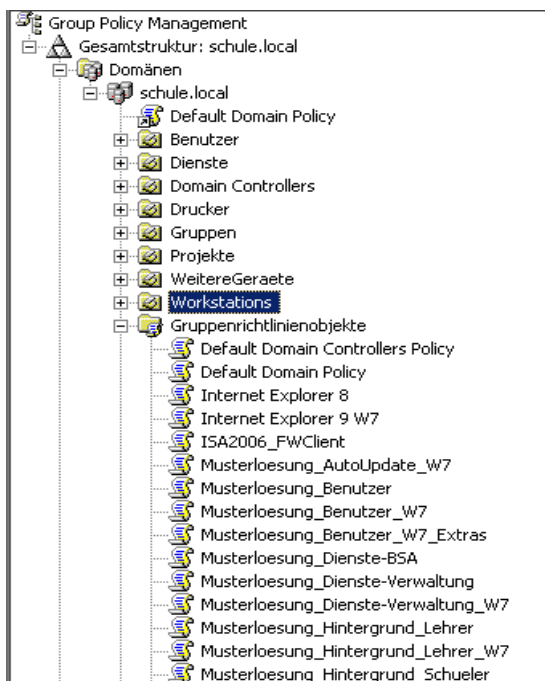 Group Policy Management
Gesamtstruktur: schule.local
Domänen
schule.local
Default Domain Policy
Benutzer
Dienste
Domain Controllers
Drucker
Gruppen
Projekte
WeitereGeraete
Workstations
Gruppenrichtlinienobjekte
Default Domain Controllers Policy
Default Domain Policy
Internet Explorer 8
Internet Explorer 9 W7
ISA2006_FWClient
Musterloesung_AutoUpdate_W7
Musterloesung_Benutzer
Musterloesung_Benutzer_W7
Musterloesung_Benutzer_W7_Extras
Musterloesung_Dienste-BSA
Musterloesung_Dienste-Verwaltung
Musterloesung_Dienste-Verwaltung_W7
Musterloesung_Hintergrund_Lehrer
Musterloesung_Hintergrund_Lehrer_W7
Musterloesung_Hintergrund_Schueler